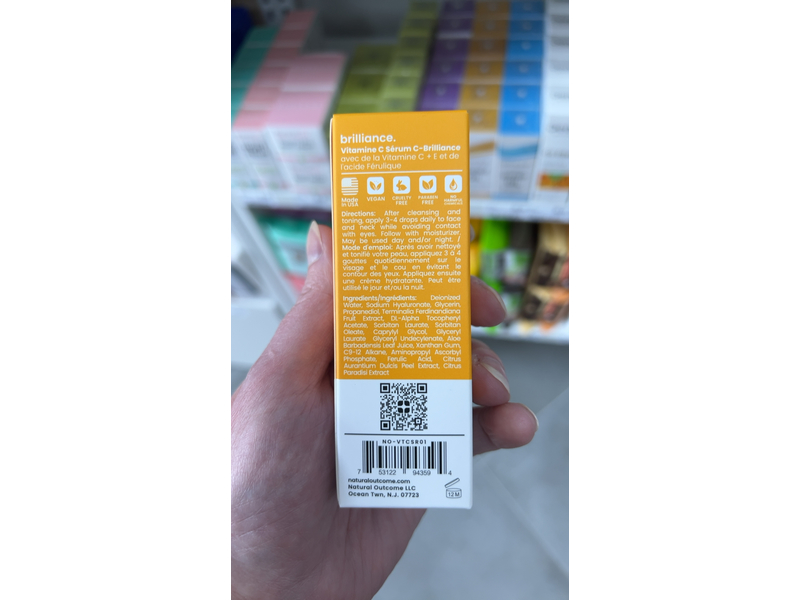 brilliance.
Vitamine C Sérum C-Brilliance
avec de la Vitamine C + E et de
l'acide Férulique
Made
in USA
VEGAN
CRUELTY
FREE
PARABEN
FREE
NO
HARMFUL
CHEMICALS
Directions: After cleansing and
toning, apply 3-4 drops daily to face
and neck while avoiding contact
with eyes. Follow with moisturizer.
May be used day and/or night. /
Mode d'emploi: Après avoir nettoyé
et tonifié votre peau, appliquez 3 à 4
gouttes quotidiennement sur le
visage et le cou en évitant le
contour des yeux. Appliquez ensuite
une crème hydratante. Peut être
utilisé le jour et/ou la nuit.
Ingredients/Ingrédients: Deionized
Water, Sodium Hyaluronate, Glycerin,
Propanediol, Terminalia Ferdinandiana
Fruit Extract, DL-Alpha Tocopheryl
Acetate, Sorbitan Laurate, Sorbitan
Oleate, Caprylyl Glycol, Glyceryl
Laurate Glyceryl Undecylenate, Aloe
Barbadensis Leaf Juice, Xanthan Gum,
C9-12 Alkane, Aminopropyl Ascorbyl
Phosphate, Ferulic Acid, Citrus
Aurantium Dulcis Peel Extract, Citrus
Paradisi Extract
NO-VTCSR01
7 53122 94359 4
naturaloutcome.com
Natural Outcome LLC
Ocean Twn, N.J. 07723
12 M